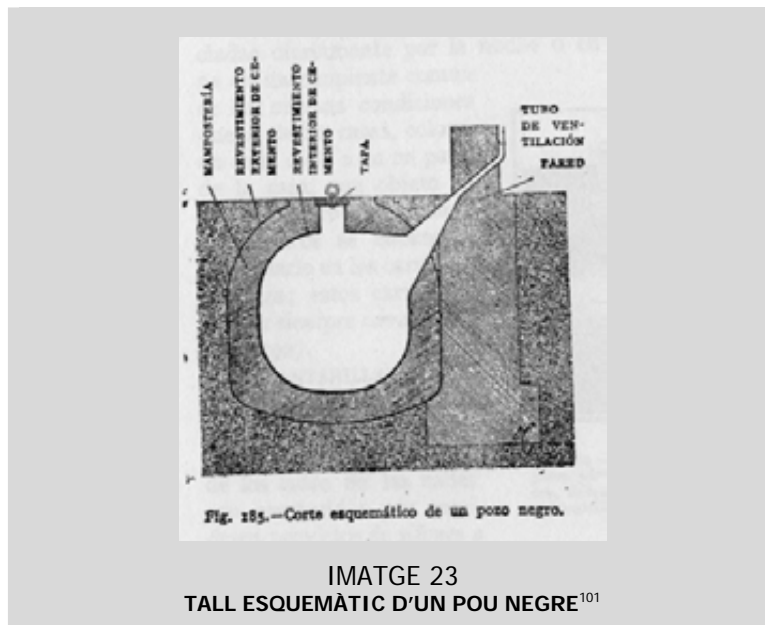 MAMPOSTERÍA
REVESTIMIENTO
EXTERIOR DE CE-
MENTO
REVESTIMIENTO
INTERIOR DE CE-
MENTO
TAPA
TUBO
DE VEN-
TILACIÓN
PARED
Fig. 185.—Corte esquemático de un pozo negro.
IMATGE 23
TALL ESQUEMÀTIC D'UN POU NEGRE101